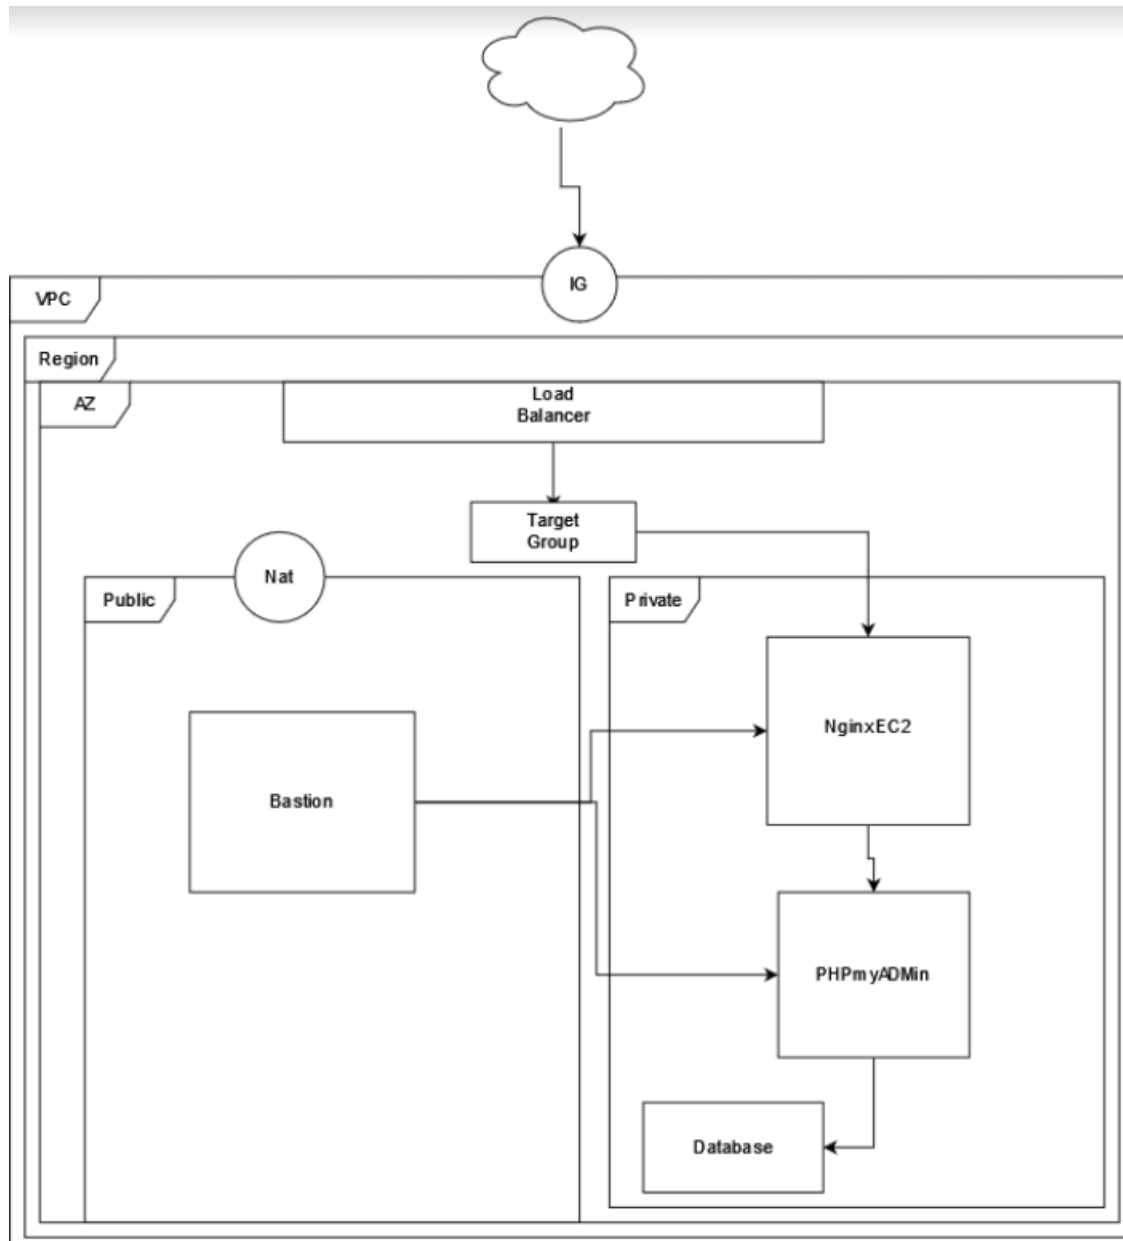 IG
VPC
Region
AZ
Load
Balancer
Target
Group
Nat
Public
Private
NginxEC2
Bastion
PHPmyADMin
Database